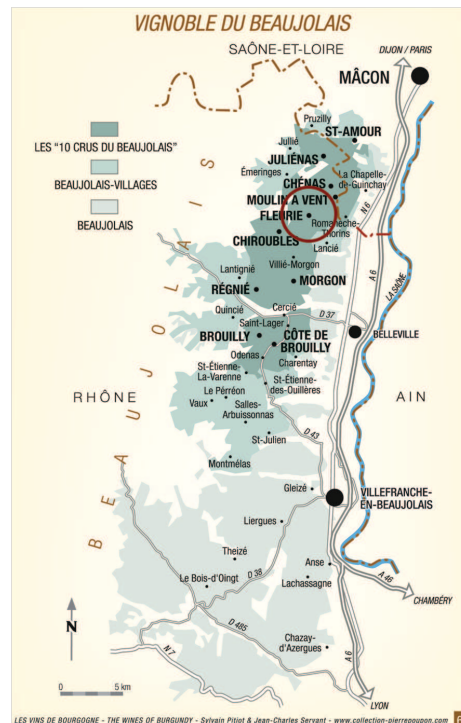 VIGNOBLE DU BEAUJOLAIS
SAÔNE-ET-LOIRE
DIJON / PARIS
MÂCON
Pruzilly
ST-AMOUR
Jullié
LES "10 CRUS DU BEAUJOLAIS"
JULIÉNAS
Émeringes
CHÉNAS
La Chapelle-
de-Guinchay
BEAUJOLAIS-VILLAGES
MOULIN A VENT
FLEURIE
Romanèche-
Thorins
N 6
BEAUJOLAIS
CHIROUBLES
Lancié
Villié-Morgon
A 6
LA SAÔNE
Lantignié
MORGON
RÉGNIÉ
Quincié
Cercié
D 37
Saint-Lager
BROUILLY
CÔTE DE
BROUILLY
BELLEVILLE
Odenas
Charentay
St-Étienne-
La-Varenne
St-Étienne-
des-Ouillères
RHÔNE
AIN
Le Pérréon
Vaux
Salles-
Arbuissonnas
D 43
St-Julien
Montmélas
BEAUJOLAIS
Gleizé
VILLEFRANCHE-
EN-BEAUJOLAIS
Liergues
Theizé
Anse
A 46
Le Bois-d'Oingt
D 38
Lachassagne
CHAMBÉRY
N
D 485
Chazay-
d'Azergues
N 7
A 6
0 5 km
LYON
LES VINS DE BOURGOGNE - THE WINES OF BURGUNDY - Sylvain Pitiot & Jean-Charles Servant - www.collection-pierrepoupon.com